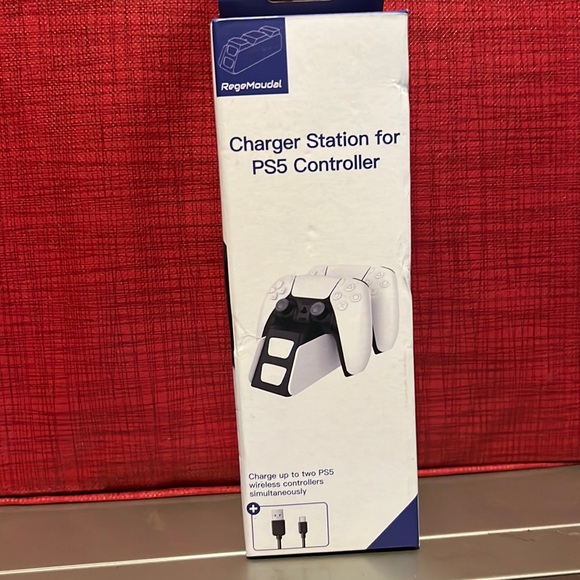 RegeMoudal
Charger Station for
PS5 Controller
Charge up to two PS5
wireless controllers
simultaneously